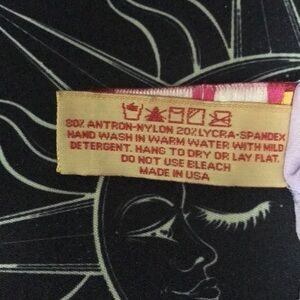 80% ANTRON-NYLON 20% LYCRA-SPANDEX
HAND WASH IN WARM WATER WITH MILD
DETERGENT. HANG TO DRY OR LAY FLAT.
DO NOT USE BLEACH
MADE IN USA